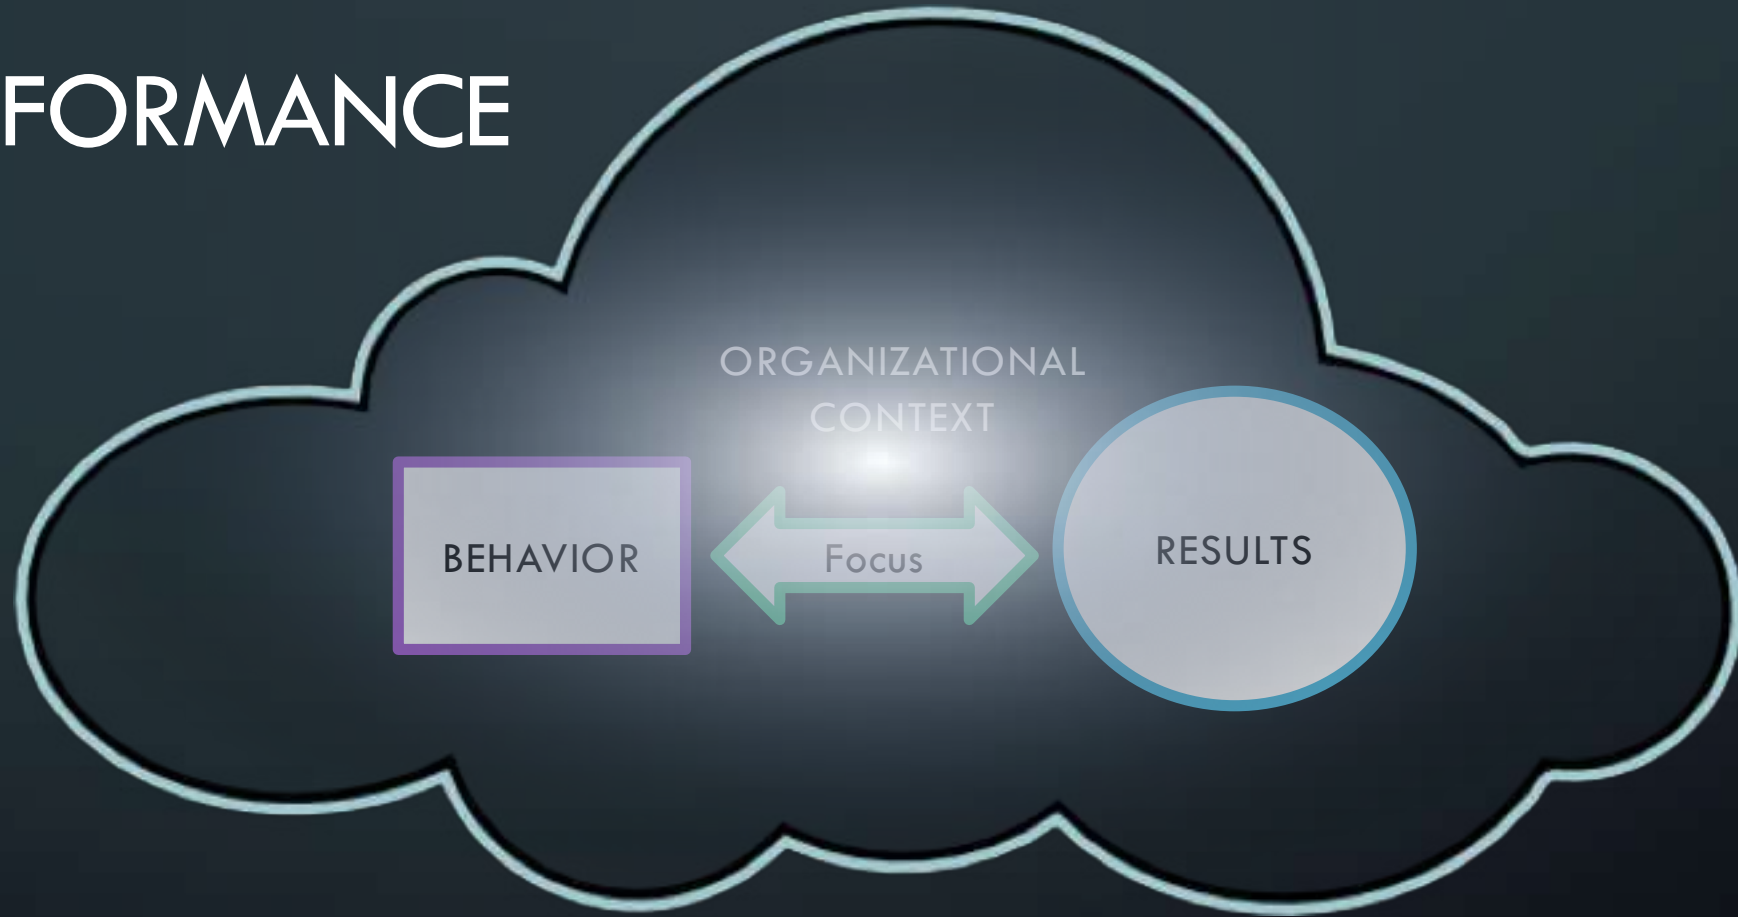 FORMANCE
ORGANIZATIONAL
CONTEXT
BEHAVIOR
Focus
RESULTS